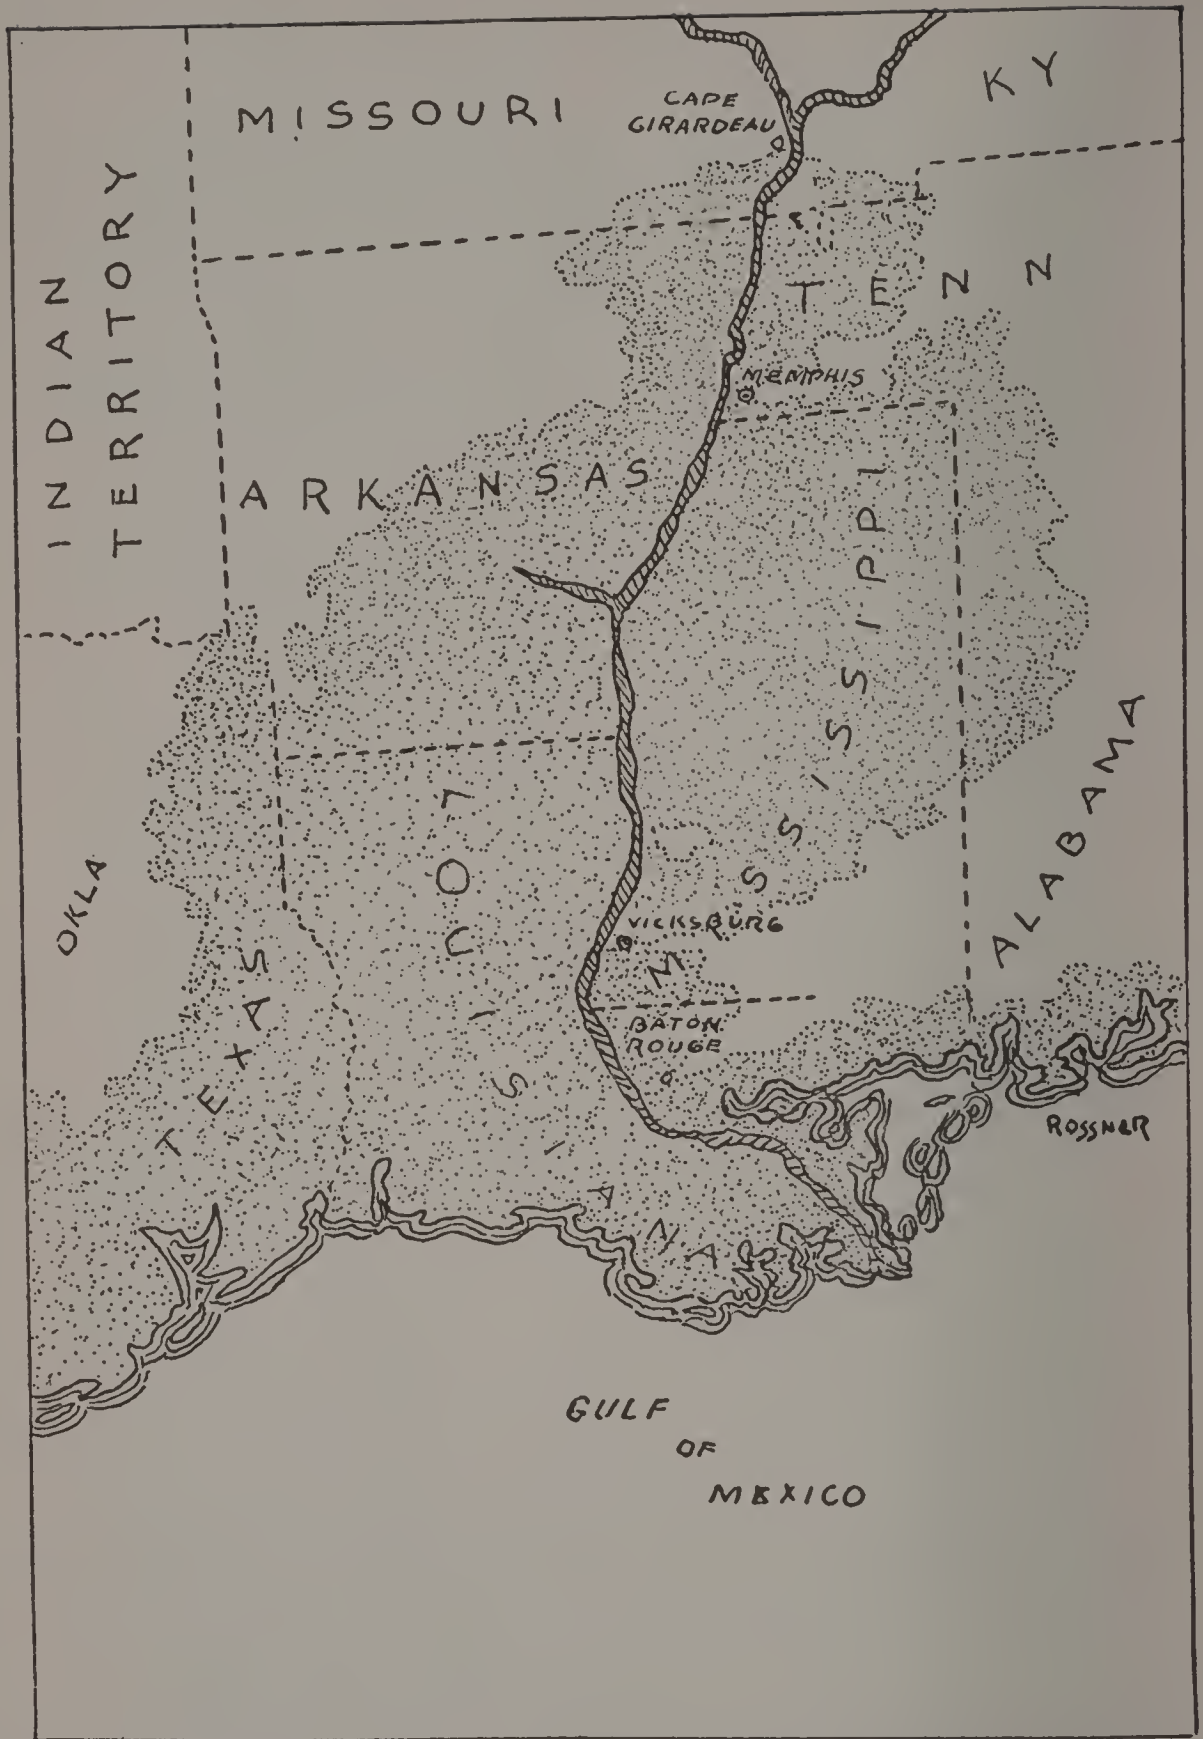 MISSOURI
KY
CAPE
GIRARDEAU
INDIAN
TERRITORY
TENN
MEMPHIS
ARKANSAS
MSSISSIPPI
ALABAMA
LOUISIANA
OKLA
TEXAS
VICKSBURG
BATON
ROUGE
ROSSNER
GULF
OF
MEXICO